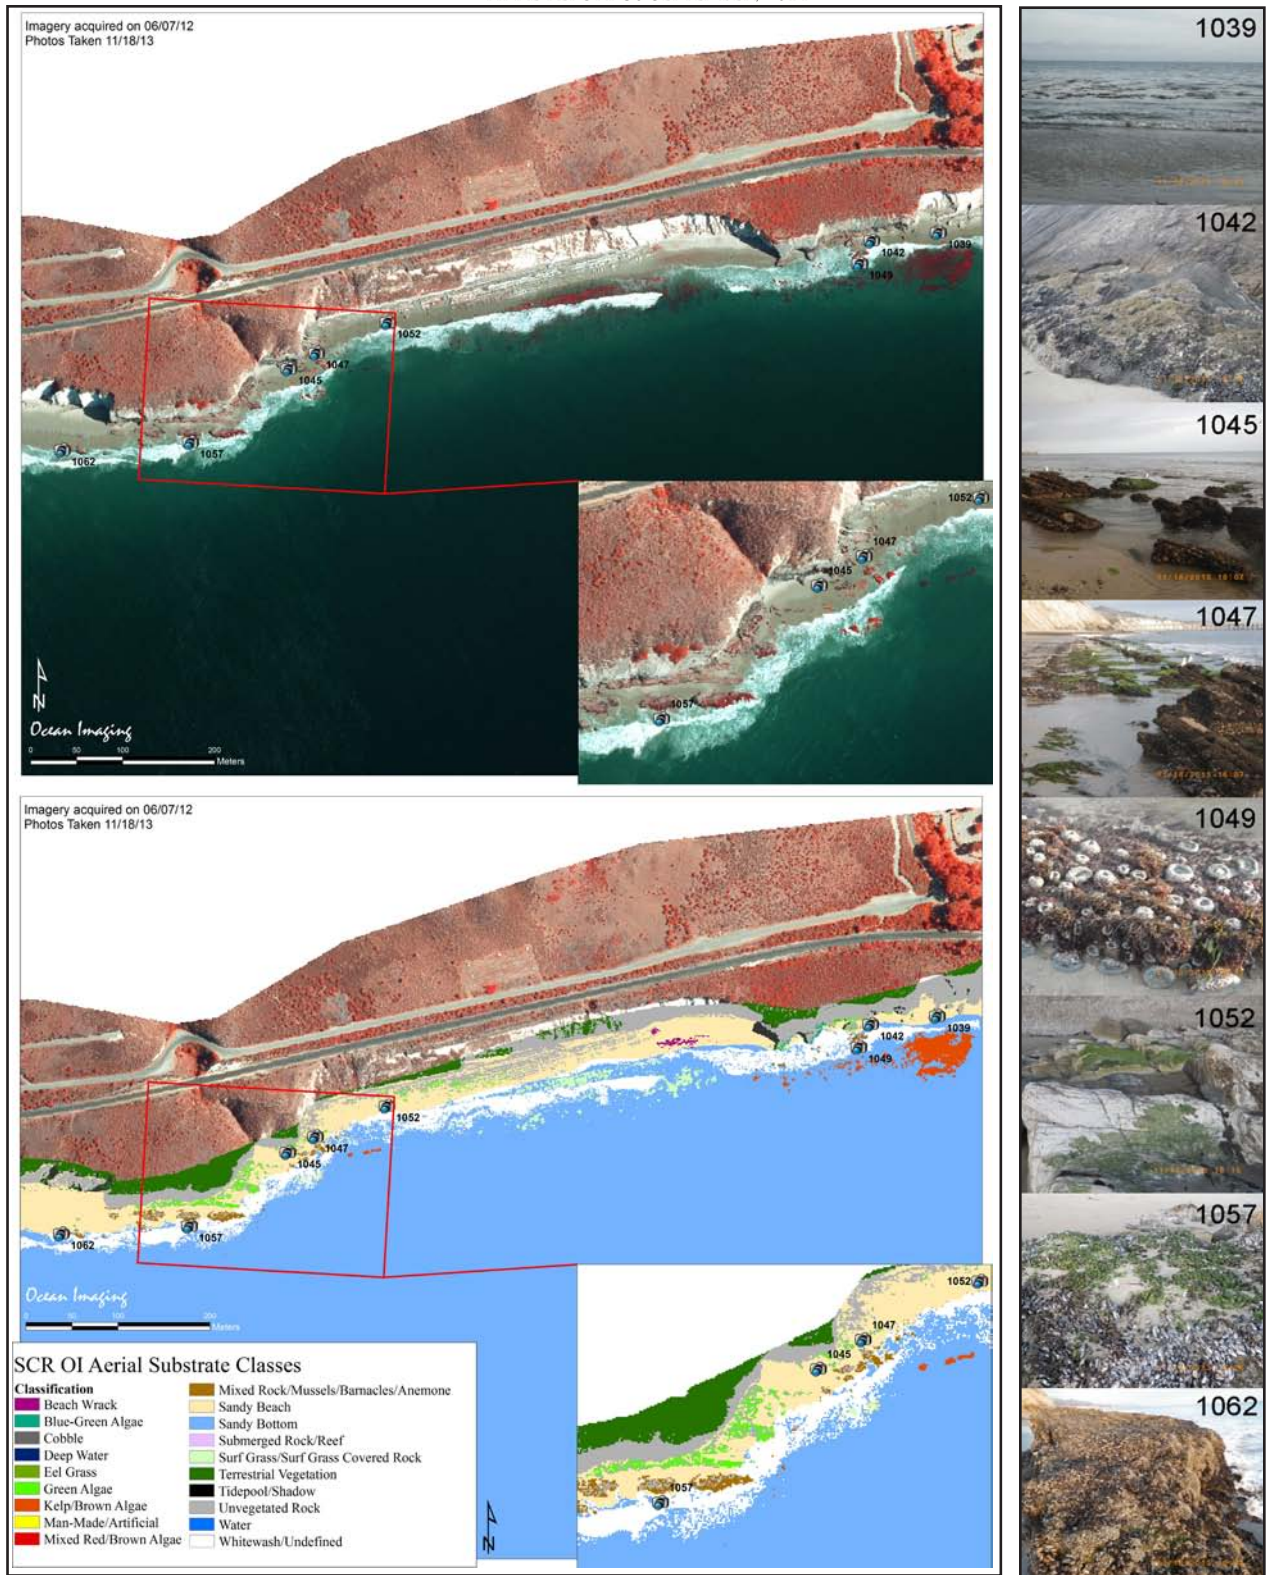 Imagery acquired on 06/07/12
Photos Taken 11/18/13
1039
1042
1049
1052
1047
1045
1057
1062
1052
1047
1045
1057
N
Ocean Imaging
0 50 100 200
Meters
Imagery acquired on 06/07/12
Photos Taken 11/18/13
1039
1042
1049
1052
1047
1045
1057
1062
1052
1047
1045
1057
Ocean Imaging
0 50 100 200
Meters
N
SCR OI Aerial Substrate Classes
Classification
Beach Wrack
Blue-Green Algae
Cobble
Deep Water
Eel Grass
Green Algae
Kelp/Brown Algae
Man-Made/Artificial
Mixed Red/Brown Algae
Mixed Rock/Mussels/Barnacles/Anemone
Sandy Beach
Sandy Bottom
Submerged Rock/Reef
Surf Grass/Surf Grass Covered Rock
Terrestrial Vegetation
Tidepool/Shadow
Unvegetated Rock
Water
Whitewash/Undefined
1039
1042
1045
1047
1049
1052
1057
1062